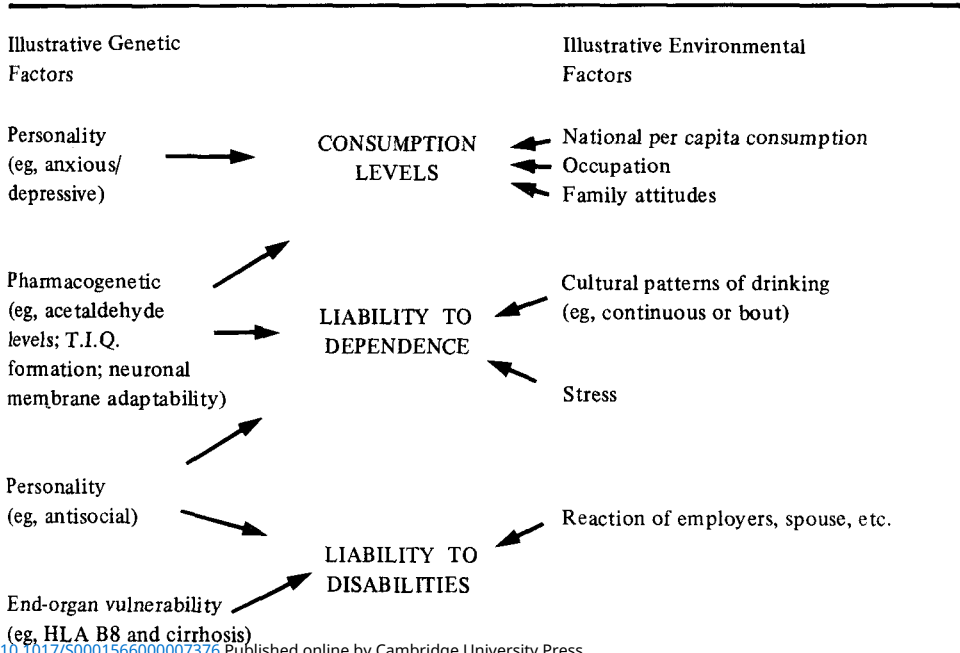 Illustrative Genetic
Factors
Illustrative Environmental
Factors
Personality
(eg, anxious/
depressive)
CONSUMPTION
LEVELS
National per capita consumption
Occupation
Family attitudes
Pharmacogenetic
(eg, acetaldehyde
levels; T.I.Q.
formation; neuronal
membrane adaptability)
LIABILITY TO
DEPENDENCE
Cultural patterns of drinking
(eg, continuous or bout)
Stress
Personality
(eg, antisocial)
Reaction of employers, spouse, etc.
LIABILITY TO
DISABILITIES
End-organ vulnerability
(eg, HLA B8 and cirrhosis)
10.1017/S0001566000007376 Published online by Cambridge University Press